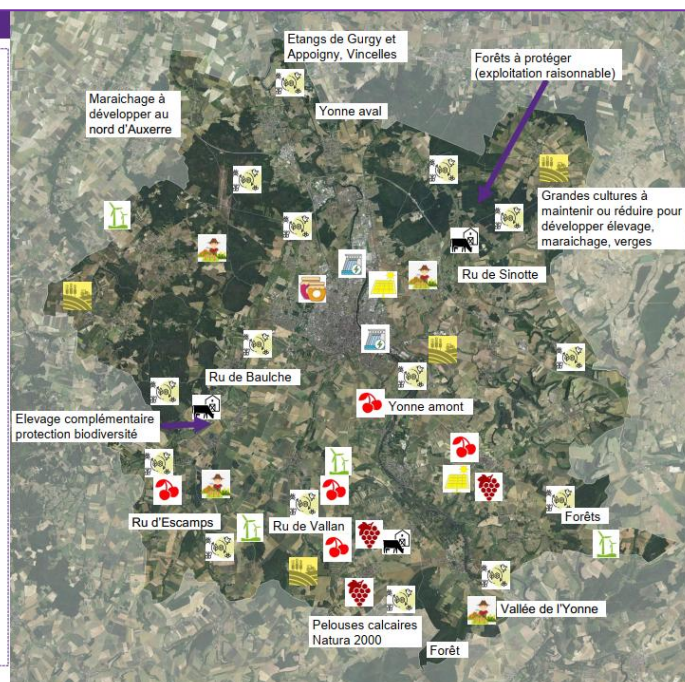 Etangs de Gurgy et
Appoigny, Vincelles
Forêts à protéger
(exploitation raisonnable)
Maraichage à
développer au
nord d'Auxerre
Yonne aval
Grandes cultures à
maintenir ou réduire pour
développer élevage,
maraichage, verges
Ru de Sinotte
Ru de Baulche
Yonne amont
Elevage complémentaire
protection biodiversité
Ru d'Escamps
Ru de Vallan
Forêts
Vallée de l'Yonne
Pelouses calcaires
Natura 2000
Forêt